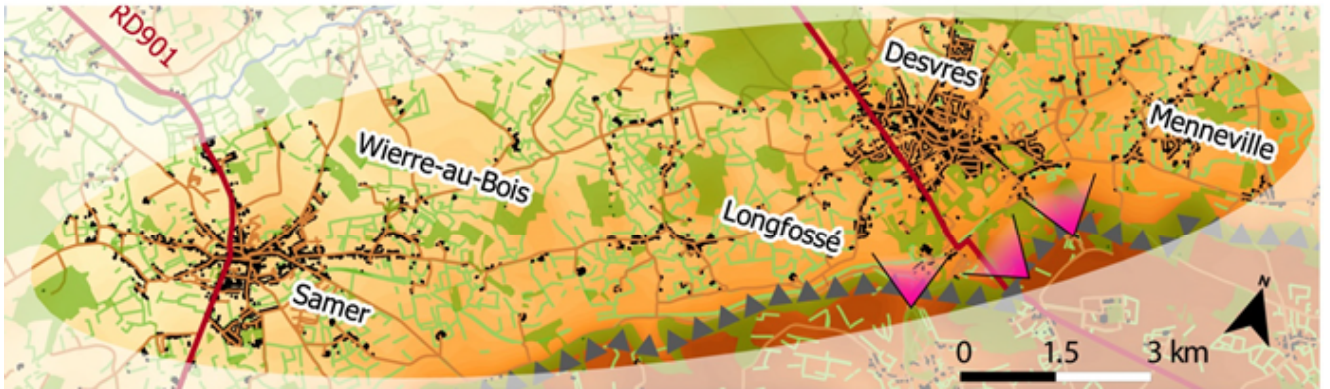 RD901
Desvres
Menneville
Wierre-au-Bois
Longfossé
Samer
N
0 1.5 3 km